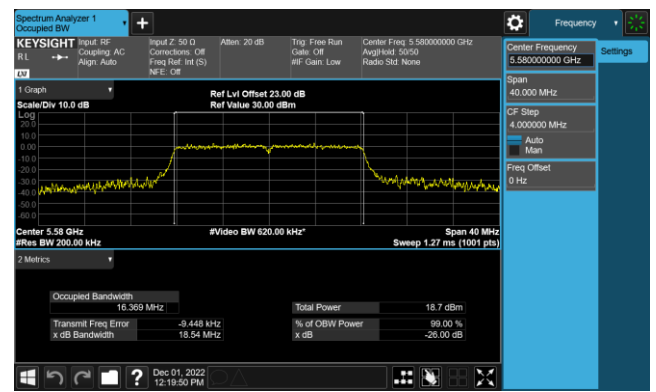 Spectrum Analyzer 1
Occupied BW
Frequency
KEYSIGHT
RL
LXI
Input: RF
Coupling: AC
Align: Auto
Input Z: 50 Ω
Corrections: Off
Freq Ref: Int (S)
NFE: Off
Atten: 20 dB
Trig: Free Run
Gate: Off
#IF Gain: Low
Center Freq: 5.580000000 GHz
Avg|Hold: 50/50
Radio Std: None
Center Frequency
5.580000000 GHz
Settings
Span
40.000 MHz
CF Step
4.000000 MHz
Auto
Man
Freq Offset
0 Hz
1 Graph
Scale/Div 10.0 dB
Ref Lvl Offset 23.00 dB
Ref Value 30.00 dBm
Log
20.0
10.0
0.00
-10.0
-20.0
-30.0
-40.0
-50.0
-60.0
Center 5.58 GHz
#Res BW 200.00 kHz
#Video BW 620.00 kHz*
Span 40 MHz
Sweep 1.27 ms (1001 pts)
2 Metrics
Occupied Bandwidth
16.369 MHz
Total Power 18.7 dBm
Transmit Freq Error -9.448 kHz
% of OBW Power 99.00 %
x dB Bandwidth 18.54 MHz
x dB -26.00 dB
?
Dec 01, 2022
12:19:50 PM